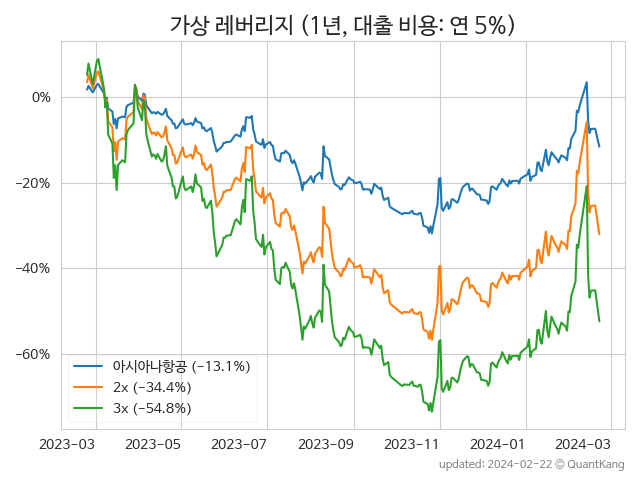 가상 레버리지 (1년, 대출 비용: 연 5%)
0%
−20%
−40%
−60%
아시아나항공 (−13.1%)
2x (−34.4%)
3x (−54.8%)
2023-03 2023-05 2023-07 2023-09 2023-11 2024-01 2024-03
updated: 2024-02-22 © QuantKang